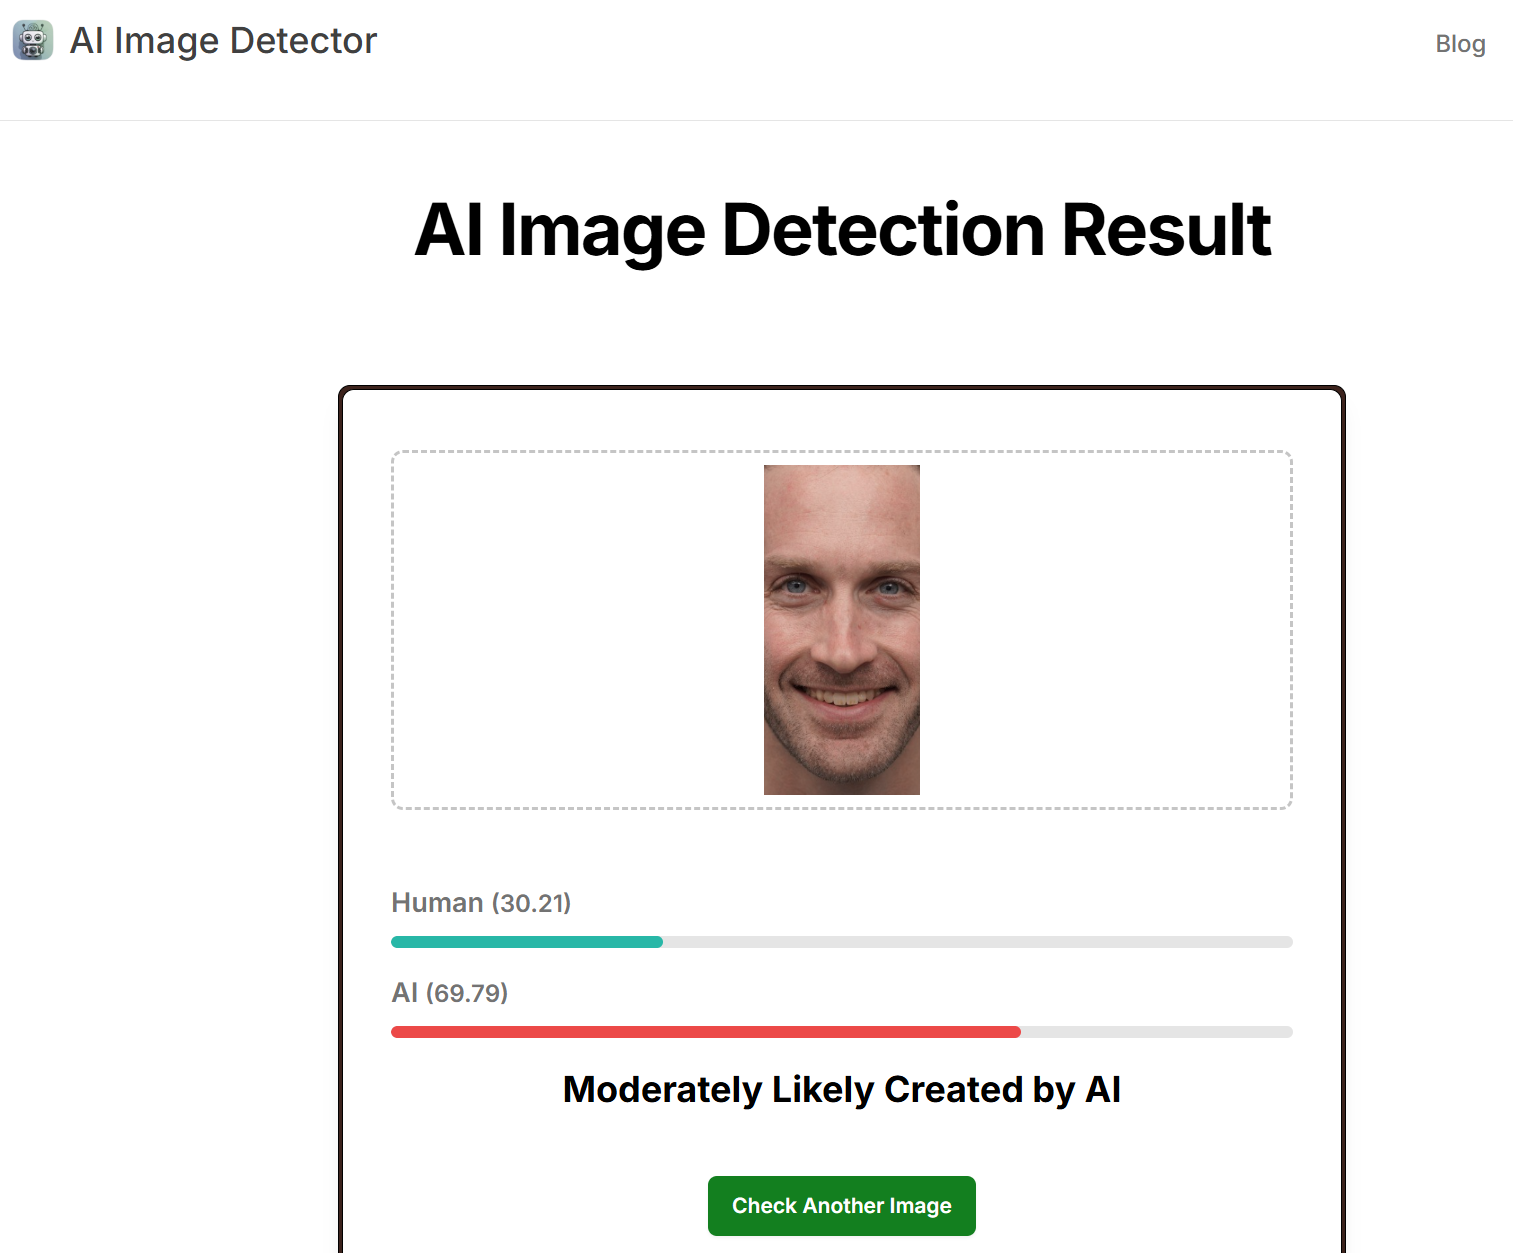 AI Image Detector
Blog
AI Image Detection Result
Human (30.21)
AI (69.79)
Moderately Likely Created by AI
Check Another Image